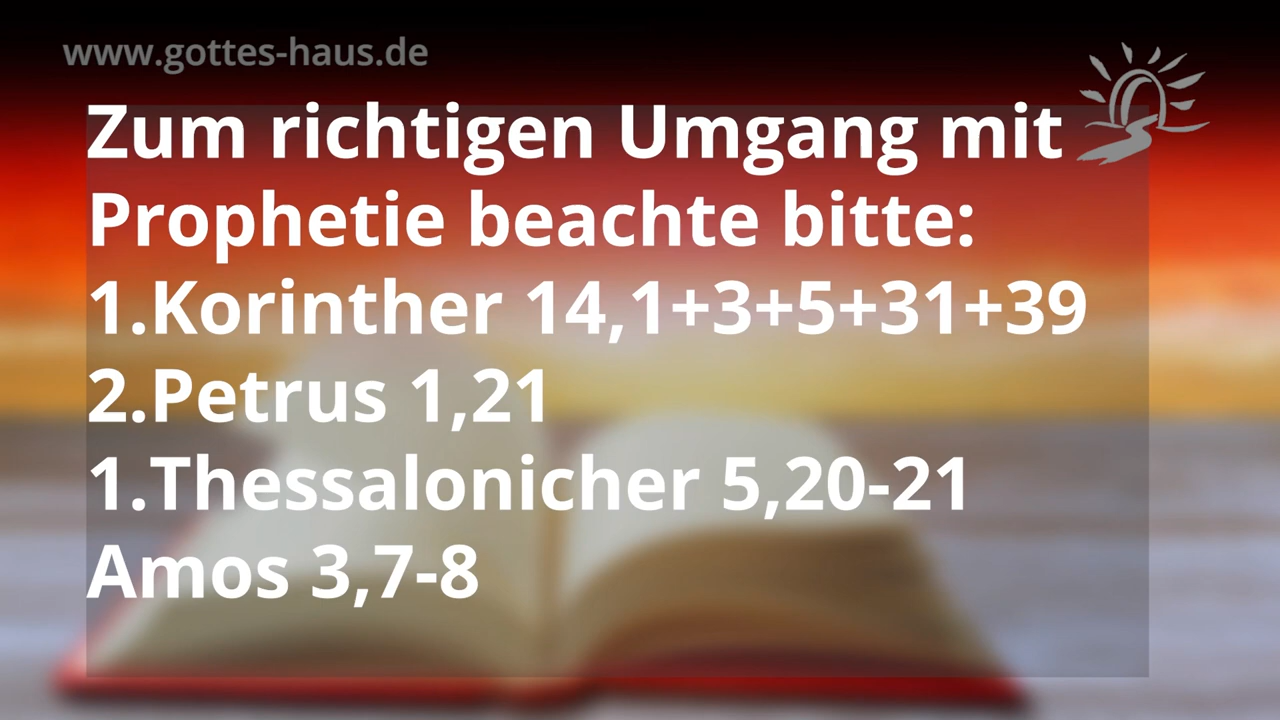 www.gottes-haus.de
Zum richtigen Umgang mit
Prophetie beachte bitte:
1.Korinther 14,1+3+5+31+39
2.Petrus 1,21
1.Thessalonicher 5,20-21
Amos 3,7-8